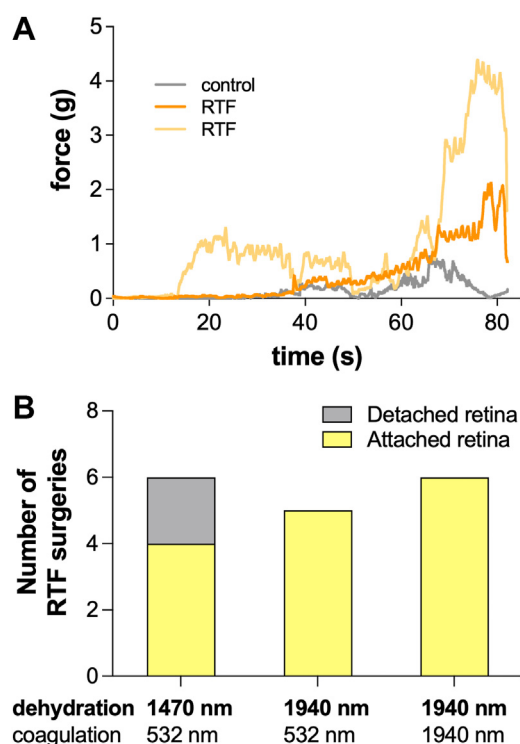 A
force (g)
5
4
3
2
1
0
control
RTF
RTF
0 20 40 60 80
time (s)
B
Number of
RTF surgeries
8
6
4
2
0
Detached retina
Attached retina
dehydration 1470 nm 1940 nm 1940 nm
coagulation 532 nm 532 nm 1940 nm